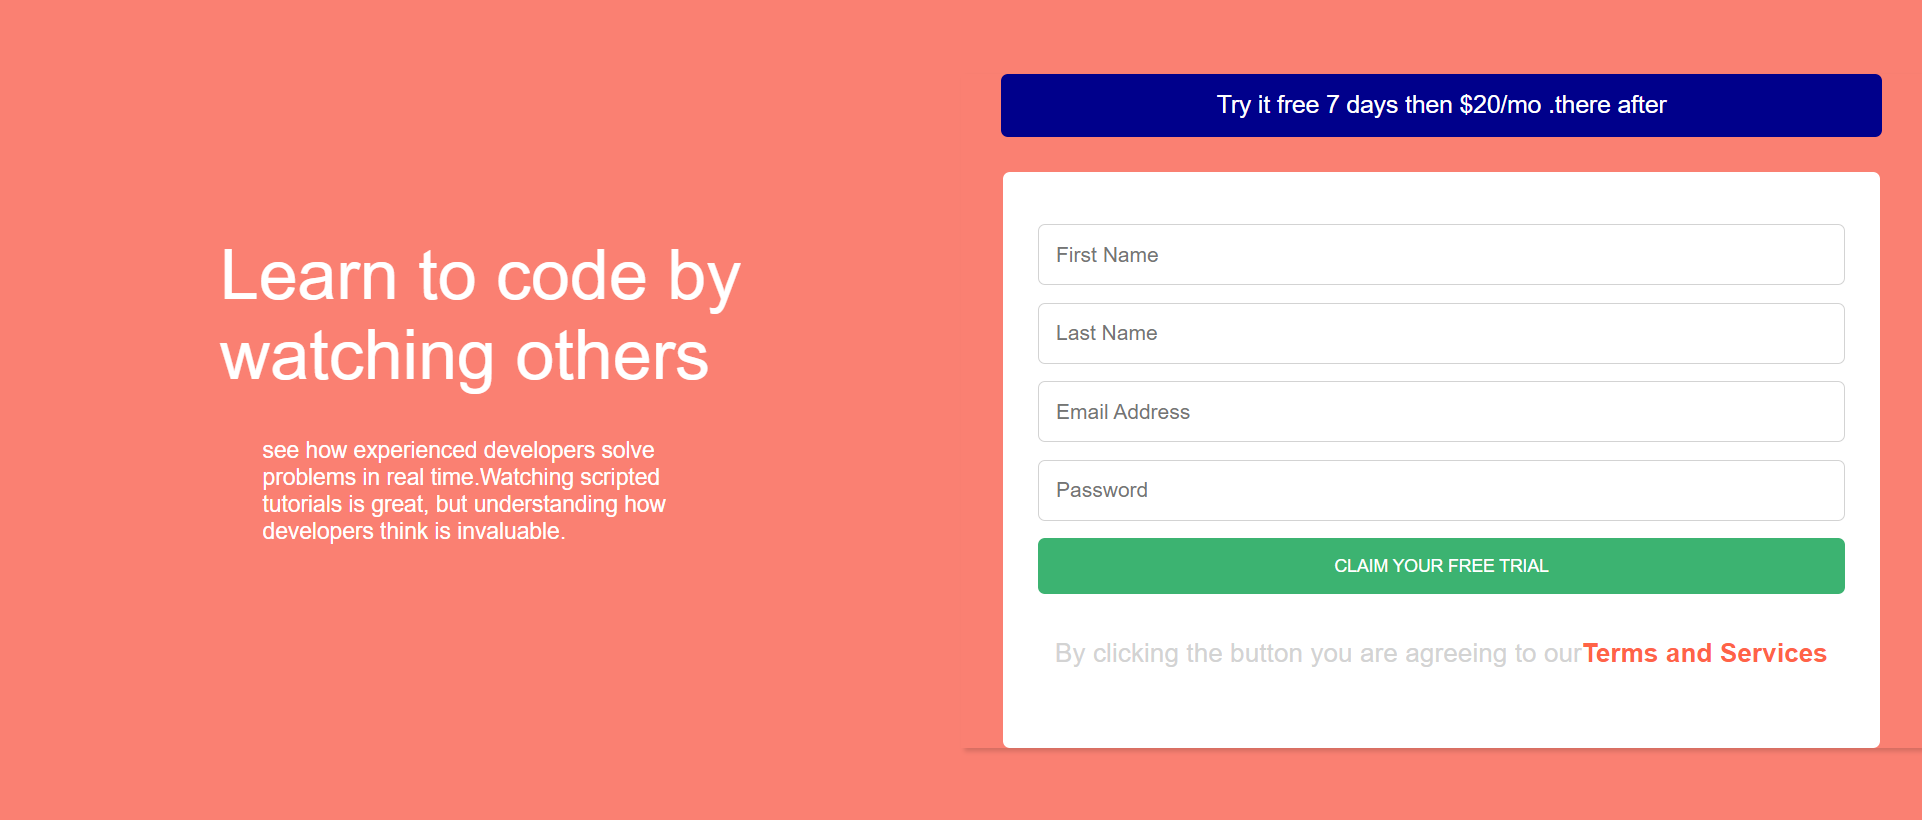 Learn to code by
watching others
see how experienced developers solve
problems in real time.Watching scripted
tutorials is great, but understanding how
developers think is invaluable.
Try it free 7 days then $20/mo .there after
First Name
Last Name
Email Address
Password
CLAIM YOUR FREE TRIAL
By clicking the button you are agreeing to ourTerms and Services